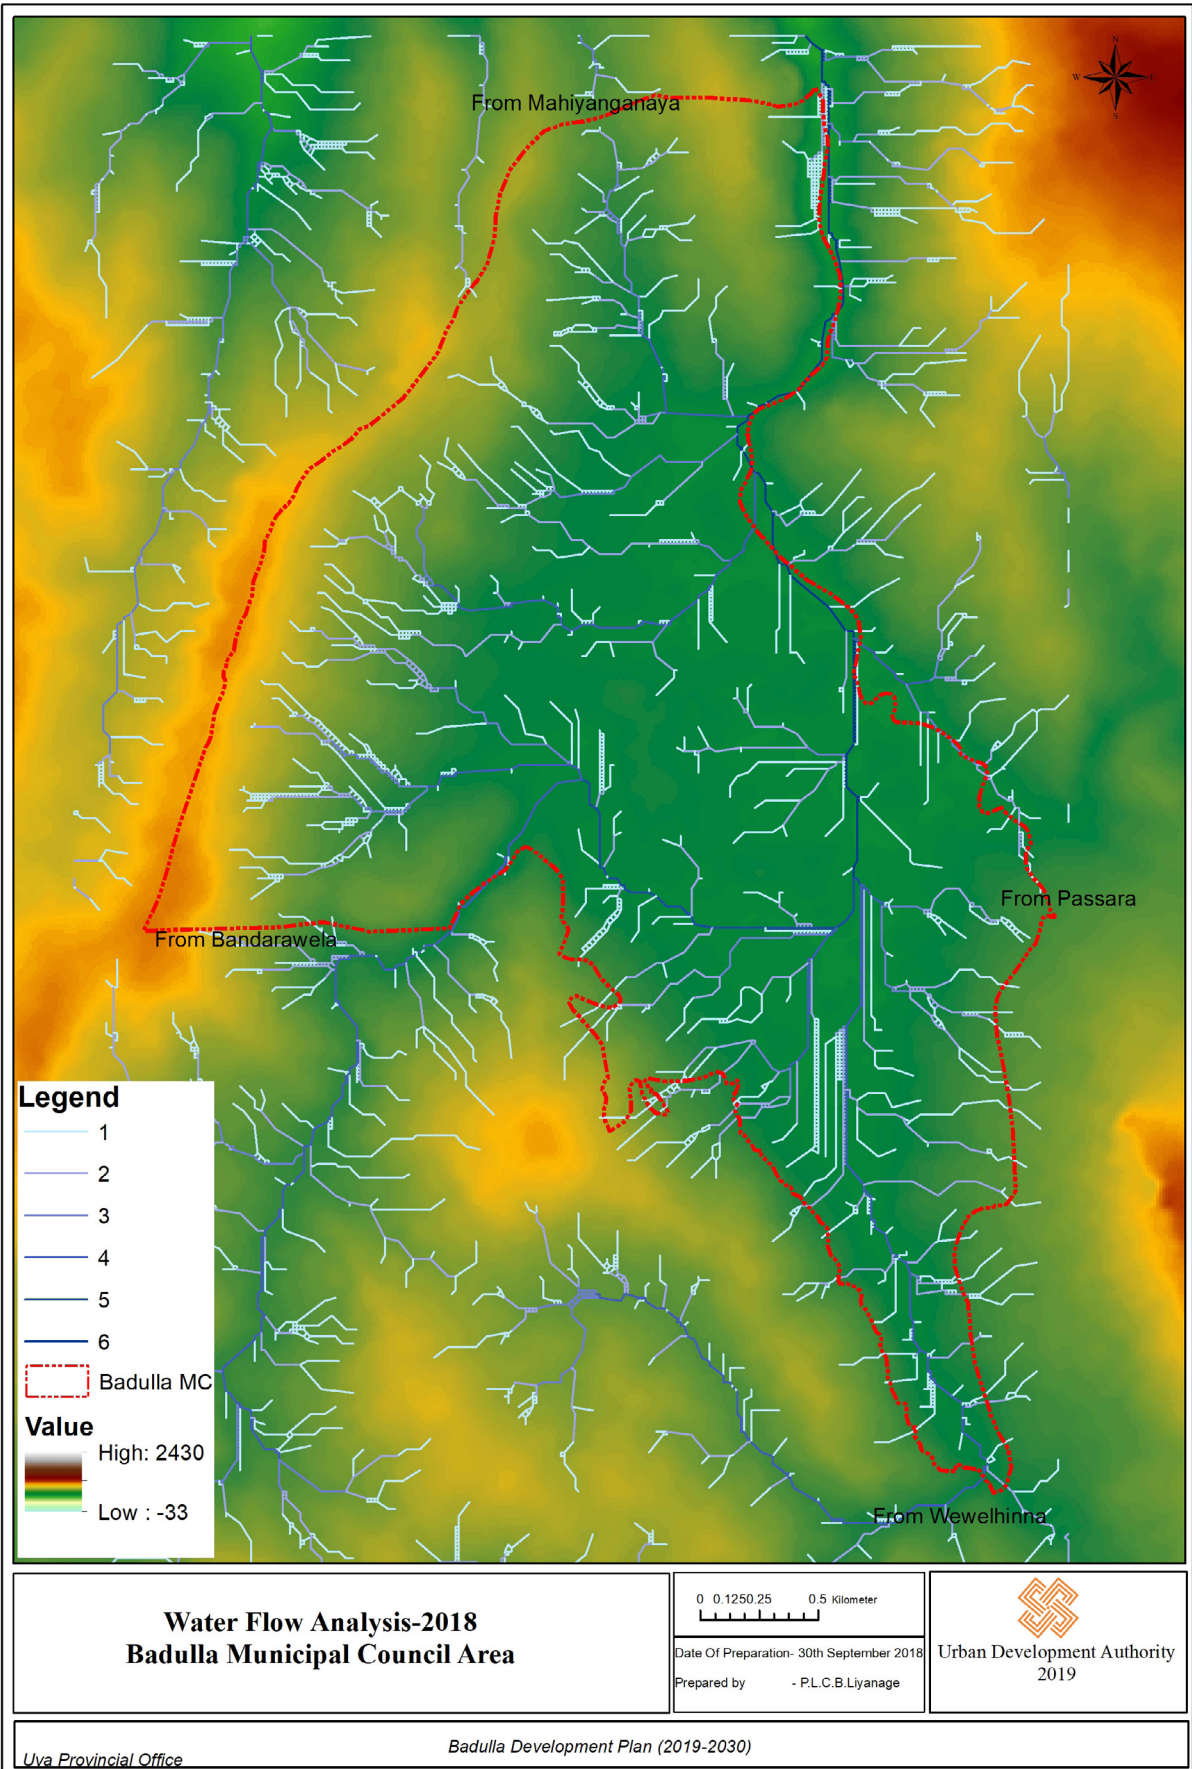 N
W
E
S
From Mahiyanganaya
From Passara
From Bandarawela
From Wewelhinna
Legend
1
2
3
4
5
6
Badulla MC
Value
High: 2430
Low : -33
Water Flow Analysis-2018
Badulla Municipal Council Area
0 0.1250.25 0.5 Kilometer
Date Of Preparation- 30th September 2018
Prepared by - P.L.C.B.Liyanage
Urban Development Authority
2019
Badulla Development Plan (2019-2030)
Uva Provincial Office